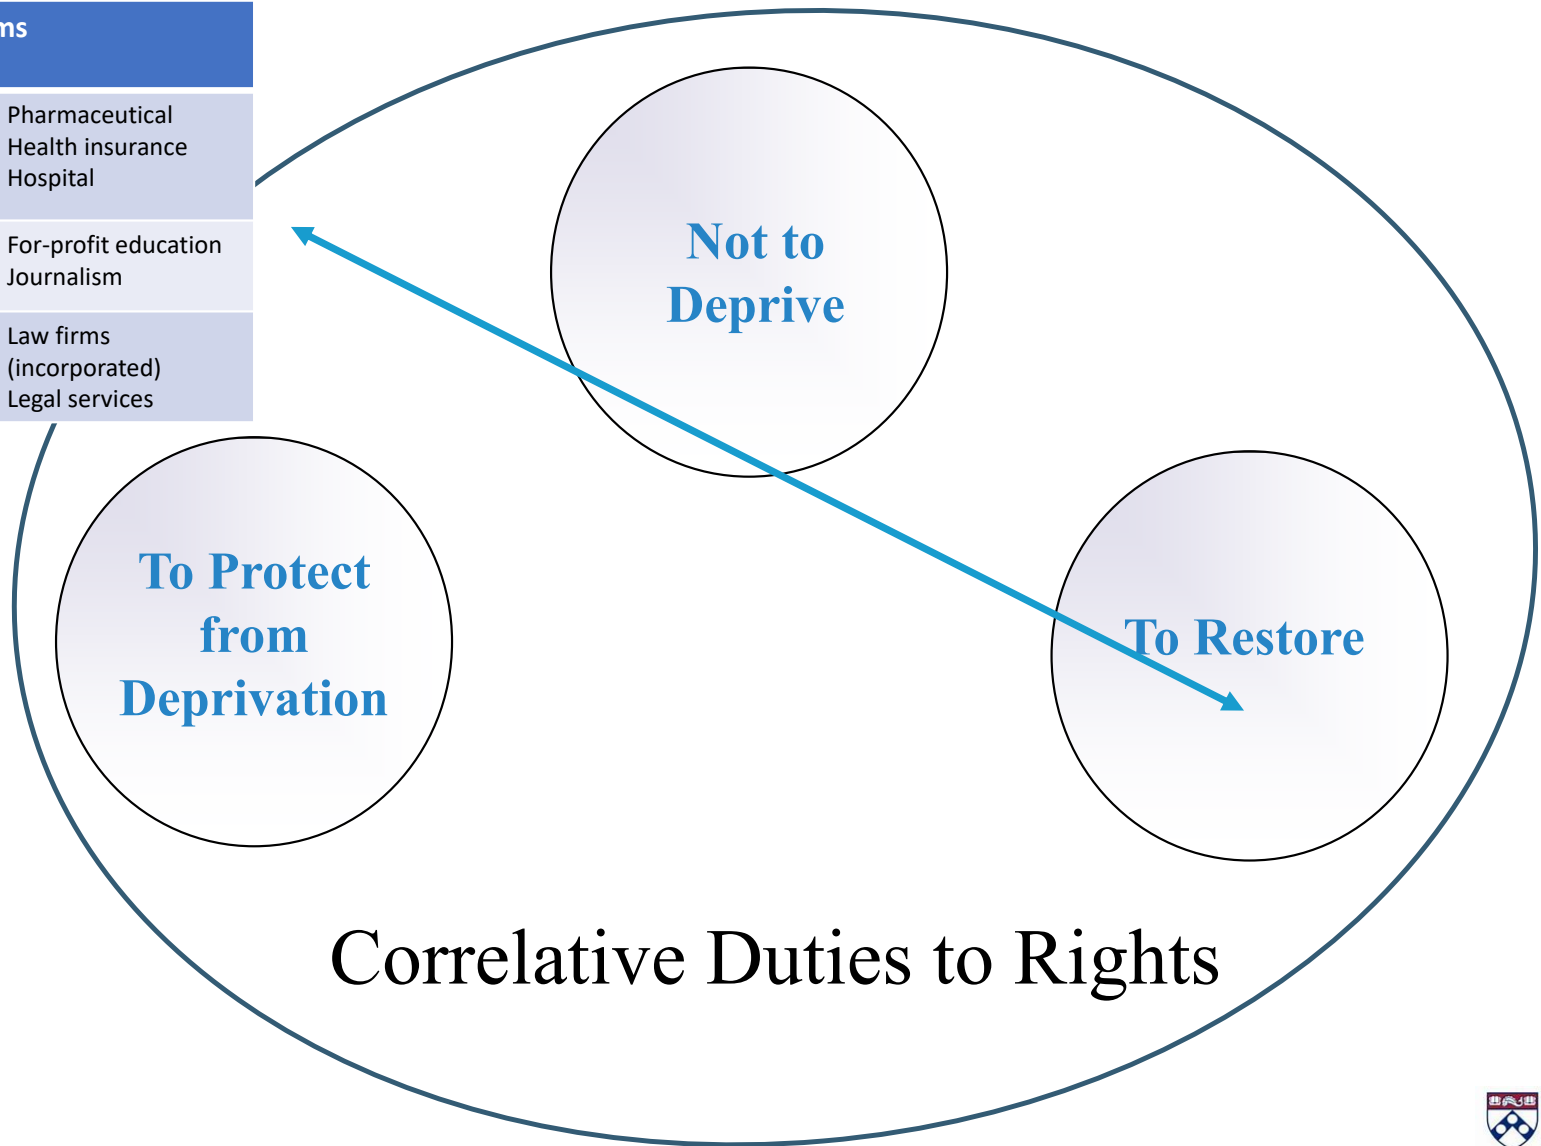 ms
Pharmaceutical
Health insurance
Hospital
For-profit education
Journalism
Law firms
(incorporated)
Legal services
Not to
Deprive
To Protect
from
Deprivation
To Restore
Correlative Duties to Rights